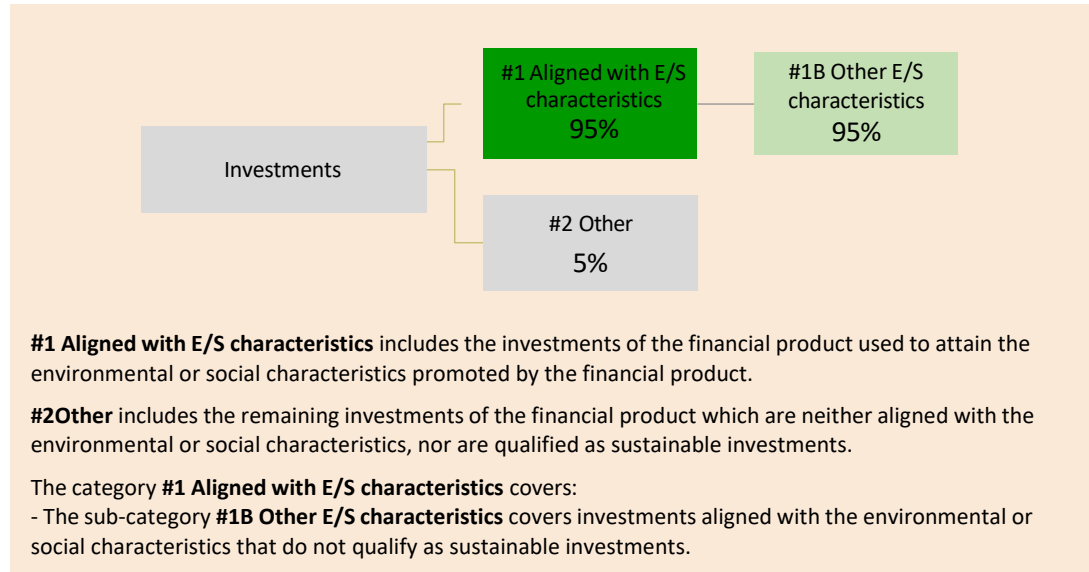 #1 Aligned with E/S
characteristics
95%
#1B Other E/S
characteristics
95%
Investments
#2 Other
5%
#1 Aligned with E/S characteristics includes the investments of the financial product used to attain the
environmental or social characteristics promoted by the financial product.
#2Other includes the remaining investments of the financial product which are neither aligned with the
environmental or social characteristics, nor are qualified as sustainable investments.
The category #1 Aligned with E/S characteristics covers:
- The sub-category #1B Other E/S characteristics covers investments aligned with the environmental or
social characteristics that do not qualify as sustainable investments.